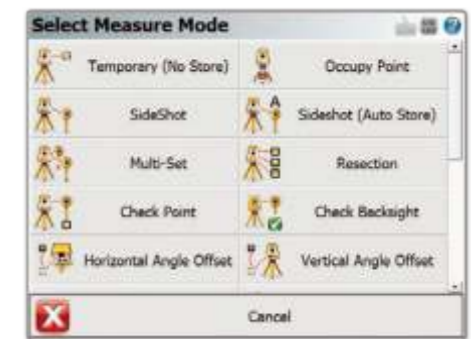 Select Measure Mode
Temporary (No Store) Occupy Point
SideShot Sideshot (Auto Store)
Multi-Set Resection
Check Point Check Backsight
Horizontal Angle Offset Vertical Angle Offset
Cancel